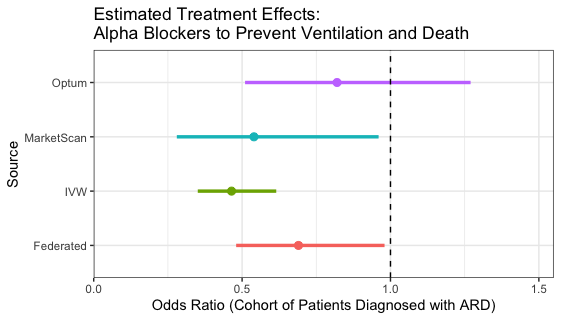 Estimated Treatment Effects:
Alpha Blockers to Prevent Ventilation and Death
Source
Optum
MarketScan
IVW
Federated
0.0 0.5 1.0 1.5
Odds Ratio (Cohort of Patients Diagnosed with ARD)